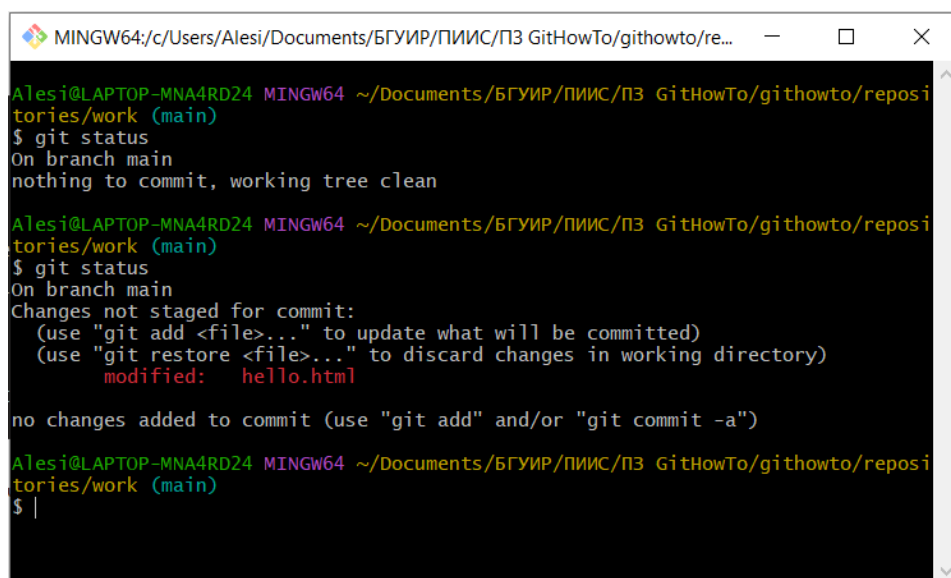 MINGW64:/c/Users/Alesi/Documents/БГУИР/ПИИС/ПЗ GitHowTo/githowto/re...
Alesi@LAPTOP-MNA4RD24 MINGW64 ~/Documents/БГУИР/ПИИС/ПЗ GitHowTo/githowto/reposi
tories/work (main)
$ git status
On branch main
nothing to commit, working tree clean
Alesi@LAPTOP-MNA4RD24 MINGW64 ~/Documents/БГУИР/ПИИС/ПЗ GitHowTo/githowto/reposi
tories/work (main)
$ git status
On branch main
Changes not staged for commit:
  (use "git add <file>..." to update what will be committed)
  (use "git restore <file>..." to discard changes in working directory)
        modified:   hello.html
no changes added to commit (use "git add" and/or "git commit -a")
Alesi@LAPTOP-MNA4RD24 MINGW64 ~/Documents/БГУИР/ПИИС/ПЗ GitHowTo/githowto/reposi
tories/work (main)
$